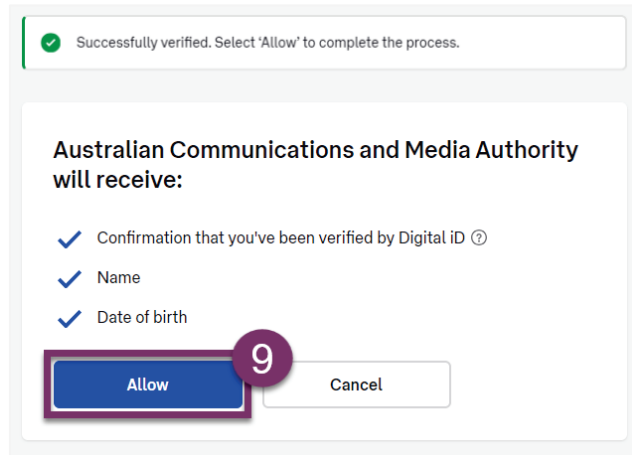 Successfully verified. Select ‘Allow’ to complete the process.
Australian Communications and Media Authority
will receive:
Confirmation that you've been verified by Digital iD ?
Name
Date of birth
9
Allow
Cancel